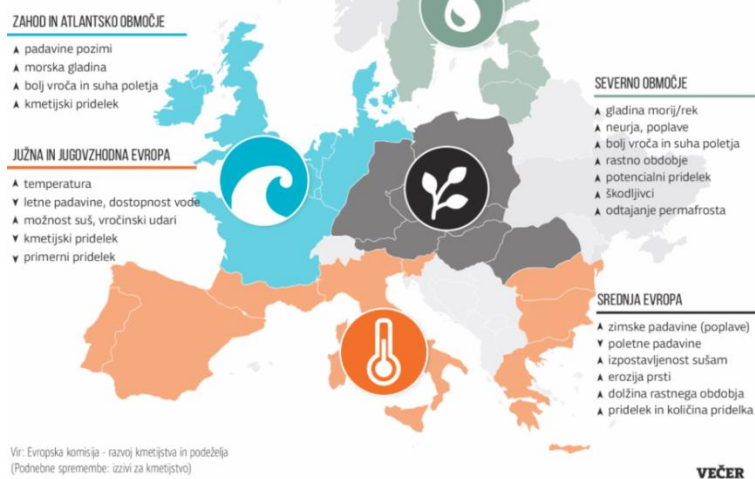 ZAHOD IN ATLANTSKO OBMOČJE
padavine pozimi
morska gladina
bolj vroča in suha poletja
kmetijski pridelek
JUŽNA IN JUGOVZHODNA EVROPA
temperatura
letne padavine, dostopnost vode
možnost suš, vročinski udari
kmetijski pridelek
primerni pridelek
SEVERNO OBMOČJE
gladina morij/rek
neurja, poplave
bolj vroča in suha poletja
rastno obdobje
potencialni pridelek
škodljivci
odtajanje permafrosta
SREDNJA EVROPA
zimske padavine (poplave)
poletne padavine
izpostavljenost sušam
erozija prsti
dolžina rastnega obdobja
pridelek in količina pridelka
Vir: Evropska komisija - razvoj kmetijstva in podeželja
(Podnebne spremembe: izzivi za kmetijstvo)
VEČER